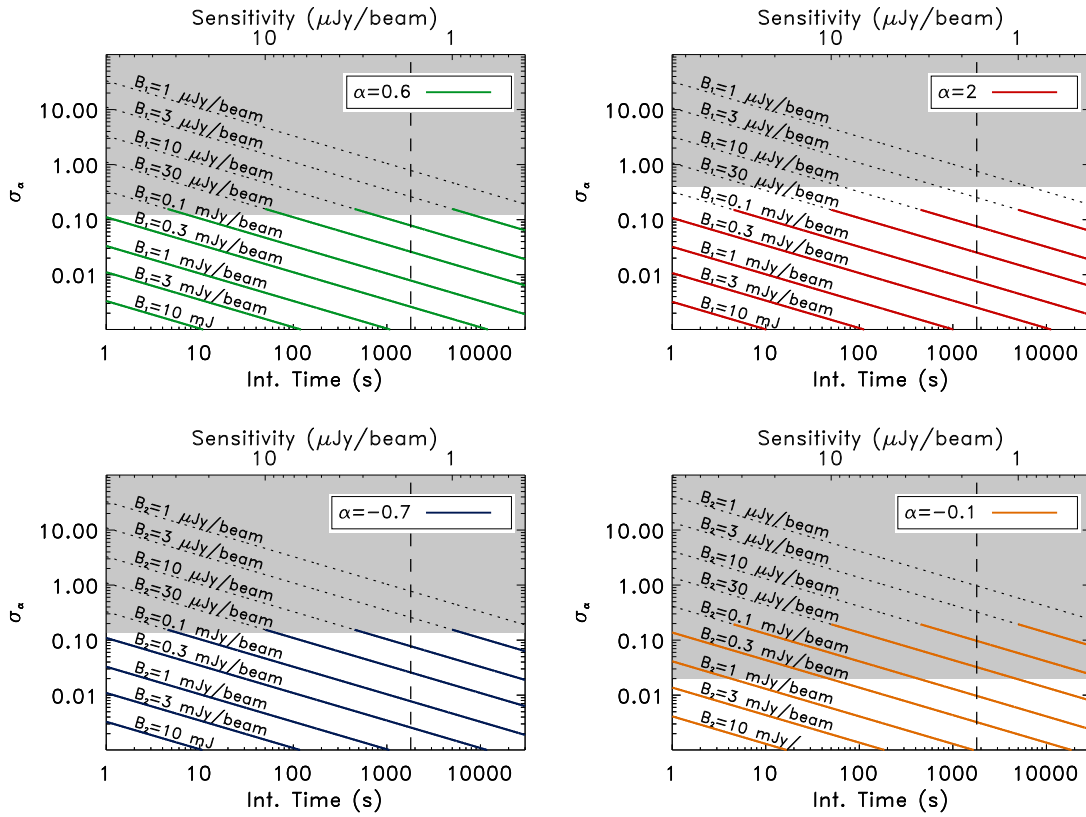 Sensitivity (μJy/beam)
10 1
σα
10.00
1.00
0.10
0.01
α=0.6
B₁=1 μJy/beam
B₁=3 μJy/beam
B₁=10 μJy/beam
B₁=30 μJy/beam
B₁=0.1 mJy/beam
B₁=0.3 mJy/beam
B₁=1 mJy/beam
B₁=3 mJy/beam
B₁=10 mJ
1 10 100 1000 10000
Int. Time (s)
Sensitivity (μJy/beam)
10 1
σα
10.00
1.00
0.10
0.01
α=2
B₁=1 μJy/beam
B₁=3 μJy/beam
B₁=10 μJy/beam
B₁=30 μJy/beam
B₁=0.1 mJy/beam
B₁=0.3 mJy/beam
B₁=1 mJy/beam
B₁=3 mJy/beam
B₁=10 mJ
1 10 100 1000 10000
Int. Time (s)
Sensitivity (μJy/beam)
10 1
σα
10.00
1.00
0.10
0.01
α=−0.7
B₂=1 μJy/beam
B₂=3 μJy/beam
B₂=10 μJy/beam
B₂=30 μJy/beam
B₂=0.1 mJy/beam
B₂=0.3 mJy/beam
B₂=1 mJy/beam
B₂=3 mJy/beam
B₂=10 mJ
1 10 100 1000 10000
Int. Time (s)
Sensitivity (μJy/beam)
10 1
σα
10.00
1.00
0.10
0.01
α=−0.1
B₂=1 μJy/beam
B₂=3 μJy/beam
B₂=10 μJy/beam
B₂=30 μJy/beam
B₂=0.1 mJy/beam
B₂=0.3 mJy/beam
B₂=1 mJy/beam
B₂=3 mJy/beam
B₂=10 mJy/
1 10 100 1000 10000
Int. Time (s)